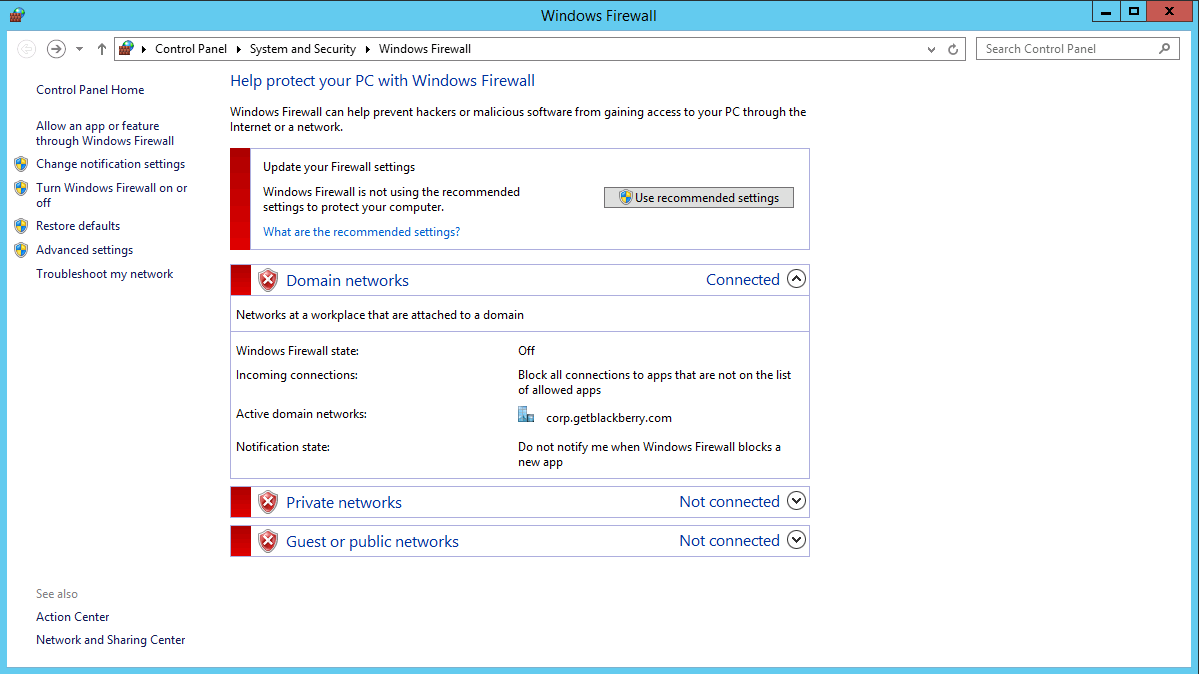 Windows Firewall
Control Panel
System and Security
Windows Firewall
Search Control Panel
Control Panel Home
Allow an app or feature
through Windows Firewall
Change notification settings
Turn Windows Firewall on or
off
Restore defaults
Advanced settings
Troubleshoot my network
Help protect your PC with Windows Firewall
Windows Firewall can help prevent hackers or malicious software from gaining access to your PC through the
Internet or a network.
Update your Firewall settings
Windows Firewall is not using the recommended
settings to protect your computer.
Use recommended settings
What are the recommended settings?
Domain networks Connected
Networks at a workplace that are attached to a domain
Windows Firewall state: Off
Incoming connections: Block all connections to apps that are not on the list
of allowed apps
Active domain networks: corp.getblackberry.com
Notification state: Do not notify me when Windows Firewall blocks a
new app
Private networks Not connected
Guest or public networks Not connected
See also
Action Center
Network and Sharing Center